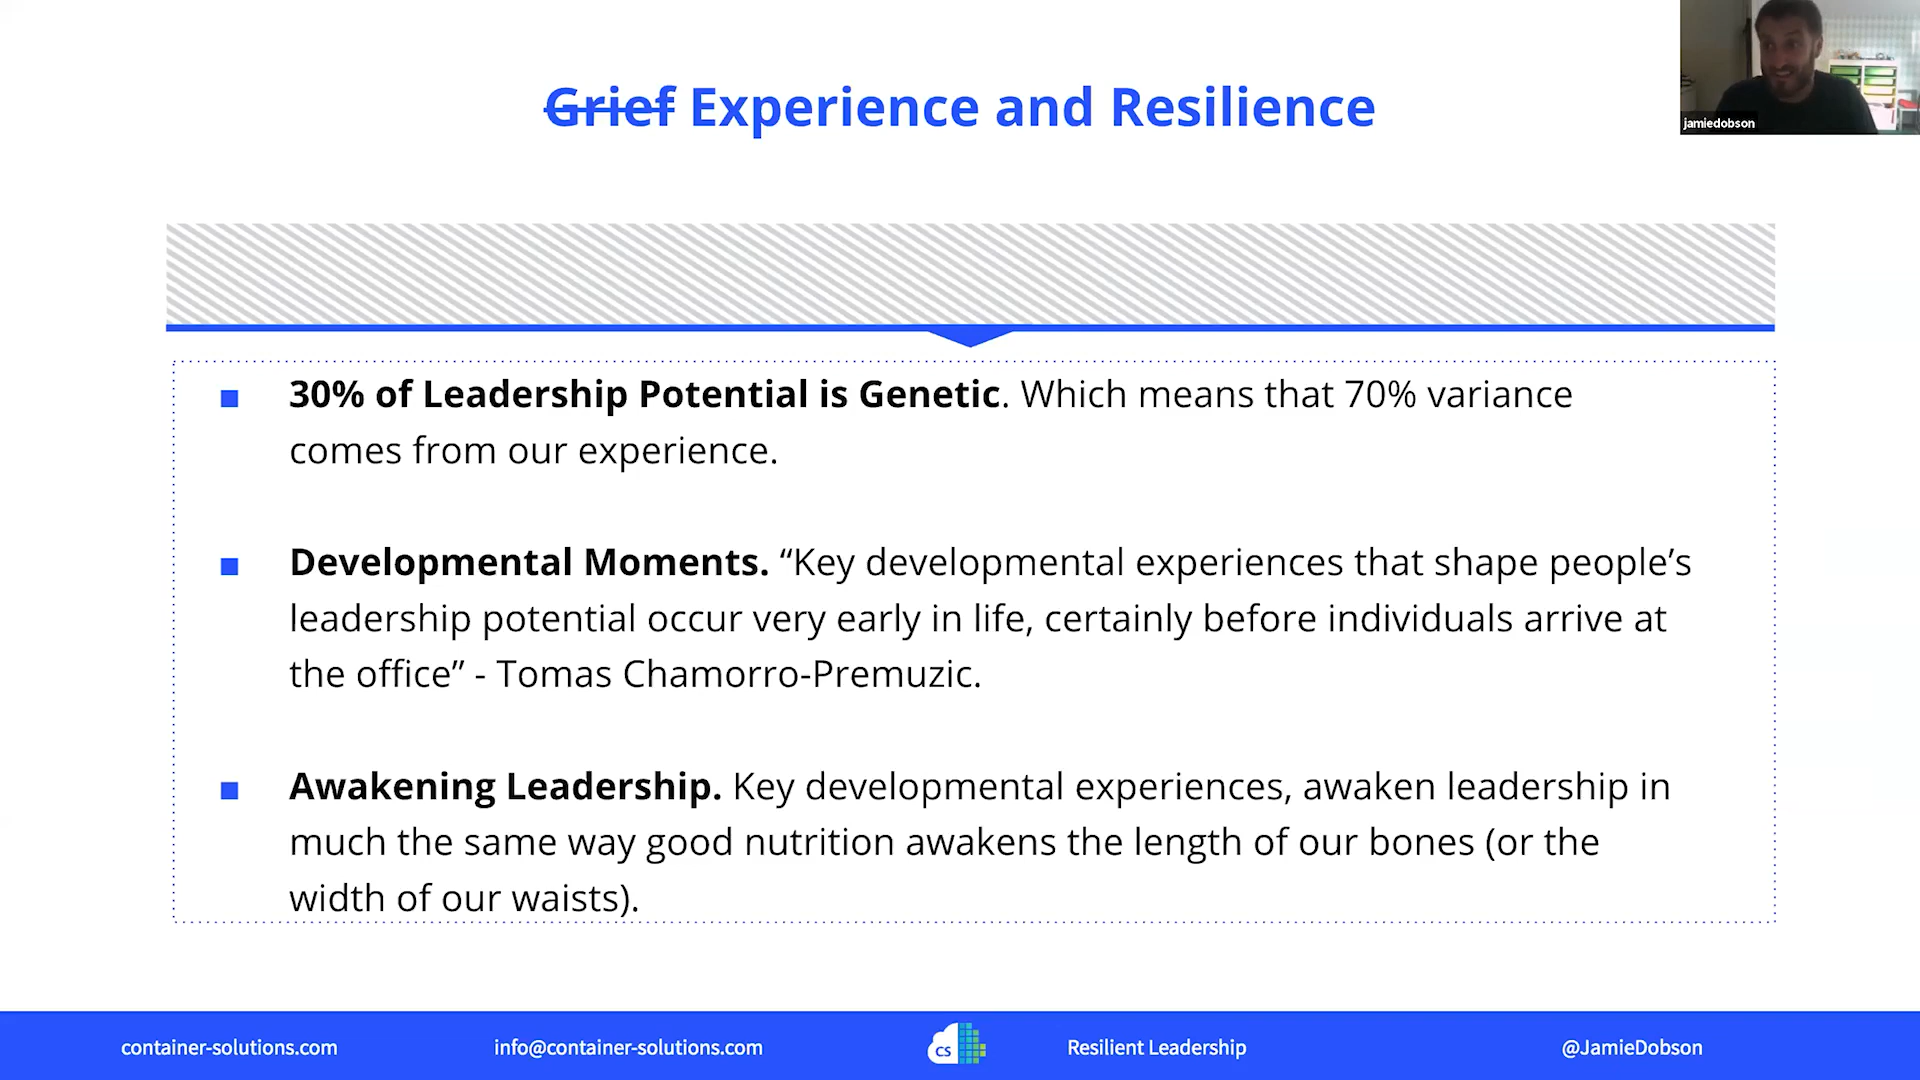 Grief Experience and Resilience
jamiedobson
30% of Leadership Potential is Genetic. Which means that 70% variance
comes from our experience.
Developmental Moments. “Key developmental experiences that shape people’s
leadership potential occur very early in life, certainly before individuals arrive at
the office” - Tomas Chamorro-Premuzic.
Awakening Leadership. Key developmental experiences, awaken leadership in
much the same way good nutrition awakens the length of our bones (or the
width of our waists).
container-solutions.com
info@container-solutions.com
CS
Resilient Leadership
@JamieDobson